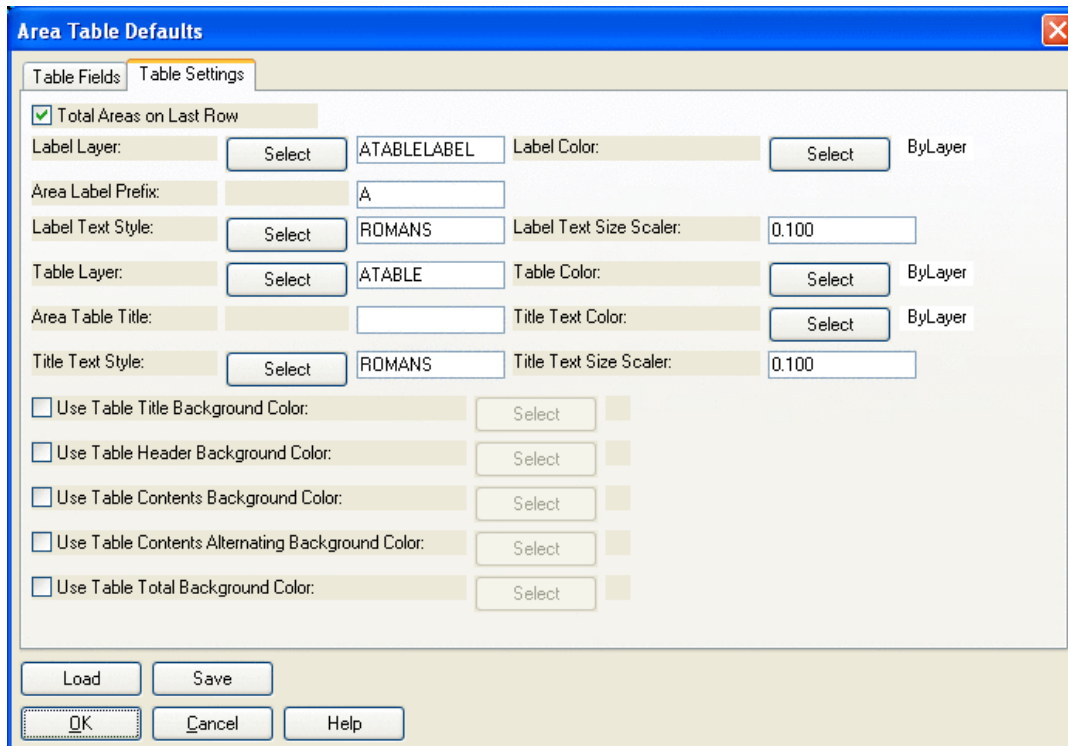 Area Table Defaults
Table Fields Table Settings
Total Areas on Last Row
Label Layer: Select ATABLELABEL Label Color: Select ByLayer
Area Label Prefix: A
Label Text Style: Select ROMANS Label Text Size Scaler: 0.100
Table Layer: Select ATABLE Table Color: Select ByLayer
Area Table Title: Title Text Color: Select ByLayer
Title Text Style: Select ROMANS Title Text Size Scaler: 0.100
Use Table Title Background Color: Select
Use Table Header Background Color: Select
Use Table Contents Background Color: Select
Use Table Contents Alternating Background Color: Select
Use Table Total Background Color: Select
Load Save
OK Cancel Help